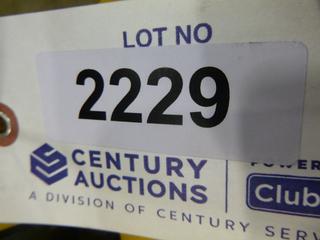 LOT NO
2229
CENTURY
AUCTIONS
A DIVISION OF CENTURY
Club